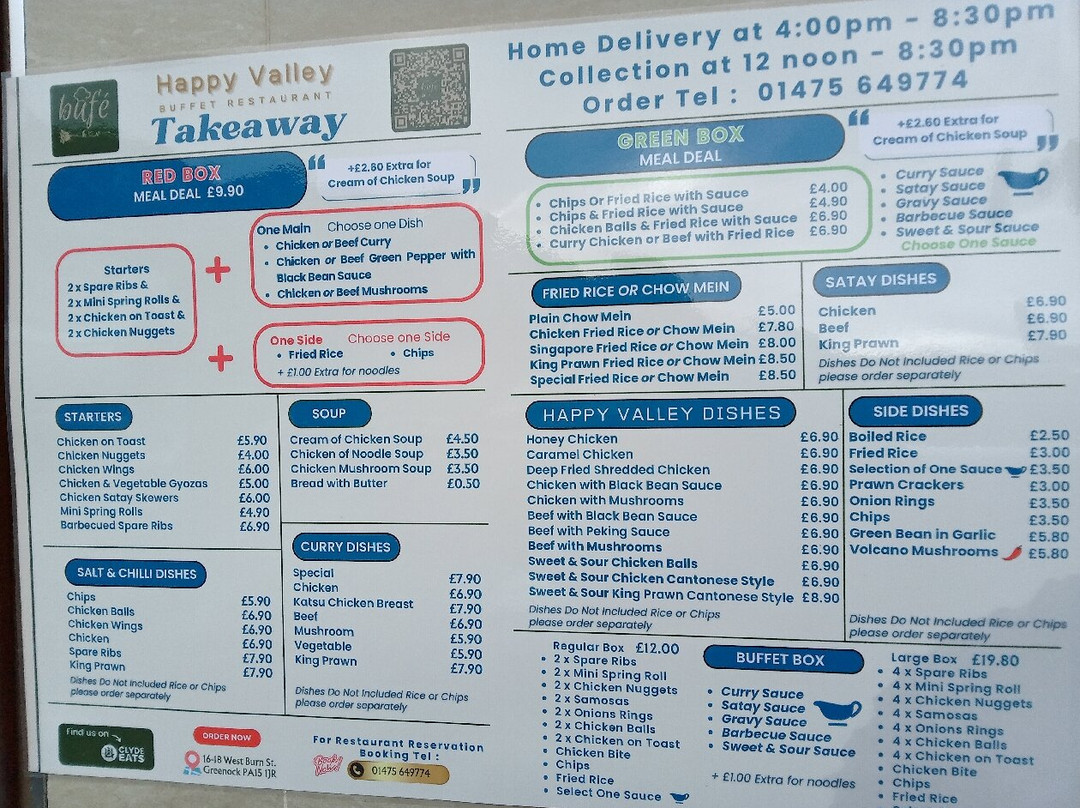 büfé
Happy Valley
BUFFET RESTAURANT
Takeaway
Home Delivery at 4:00pm - 8:30pm
Collection at 12 noon - 8:30pm
Order Tel : 01475 649774
RED BOX
MEAL DEAL £9.90
+£2.80 Extra for
Cream of Chicken Soup
Starters
2 x Spare Ribs &
2 x Mini Spring Rolls &
2 x Chicken on Toast &
2 x Chicken Nuggets
+
One Main Choose one Dish
• Chicken or Beef Curry
• Chicken or Beef Green Pepper with
Black Bean Sauce
• Chicken or Beef Mushrooms
+
One Side Choose one Side
• Fried Rice • Chips
+ £1.00 Extra for noodles
GREEN BOX
MEAL DEAL
+£2.60 Extra for
Cream of Chicken Soup
• Chips Or Fried Rice with Sauce £4.00
• Chips & Fried Rice with Sauce £4.90
• Chicken Balls & Fried Rice with Sauce £6.90
• Curry Chicken or Beef with Fried Rice £6.90
• Curry Sauce
• Satay Sauce
• Gravy Sauce
• Barbecue Sauce
• Sweet & Sour Sauce
Choose One Sauce
FRIED RICE OR CHOW MEIN
Plain Chow Mein £5.00
Chicken Fried Rice or Chow Mein £7.80
Singapore Fried Rice or Chow Mein £8.00
King Prawn Fried Rice or Chow Mein £8.50
Special Fried Rice or Chow Mein £8.50
SATAY DISHES
Chicken £6.90
Beef £6.90
King Prawn £7.90
Dishes Do Not Included Rice or Chips
please order separately
STARTERS
Chicken on Toast £5.90
Chicken Nuggets £4.00
Chicken Wings £6.00
Chicken & Vegetable Gyozas £5.00
Chicken Satay Skewers £6.00
Mini Spring Rolls £4.90
Barbecued Spare Ribs £6.90
SOUP
Cream of Chicken Soup £4.50
Chicken of Noodle Soup £3.50
Chicken Mushroom Soup £3.50
Bread with Butter £0.50
SALT & CHILLI DISHES
Chips £5.90
Chicken Balls £6.90
Chicken Wings £6.90
Chicken £6.90
Spare Ribs £7.90
King Prawn £7.90
Dishes Do Not Included Rice or Chips
please order separately
CURRY DISHES
Special £7.90
Chicken £6.90
Katsu Chicken Breast £7.90
Beef £6.90
Mushroom £5.90
Vegetable £5.90
King Prawn £7.90
Dishes Do Not Included Rice or Chips
please order separately
HAPPY VALLEY DISHES
Honey Chicken £6.90
Caramel Chicken £6.90
Deep Fried Shredded Chicken £6.90
Chicken with Black Bean Sauce £6.90
Chicken with Mushrooms £6.90
Beef with Black Bean Sauce £6.90
Beef with Peking Sauce £6.90
Beef with Mushrooms £6.90
Sweet & Sour Chicken Balls £6.90
Sweet & Sour Chicken Cantonese Style £6.90
Sweet & Sour King Prawn Cantonese Style £8.90
Dishes Do Not Included Rice or Chips
please order separately
SIDE DISHES
Boiled Rice £2.50
Fried Rice £3.00
Selection of One Sauce £3.50
Prawn Crackers £3.00
Onion Rings £3.50
Chips £3.50
Green Bean in Garlic £5.80
Volcano Mushrooms £5.80
Dishes Do Not Included Rice or Chips
please order separately
Find us on
CLYDE
EATS
ORDER NOW
16-18 West Burn St.
Greenock PA15 1JR
For Restaurant Reservation
Booking Tel :
01475 649774
Regular Box £12.00
• 2 x Spare Ribs
• 2 x Mini Spring Roll
• 2 x Chicken Nuggets
• 2 x Samosas
• 2 x Onions Rings
• 2 x Chicken Balls
• 2 x Chicken on Toast
• Chicken Bite
• Chips
• Fried Rice
• Select One Sauce
BUFFET BOX
• Curry Sauce
• Satay Sauce
• Gravy Sauce
• Barbecue Sauce
• Sweet & Sour Sauce
+ £1.00 Extra for noodles
Large Box £19.80
• 4 x Spare Ribs
• 4 x Mini Spring Roll
• 4 x Chicken Nuggets
• 4 x Samosas
• 4 x Onions Rings
• 4 x Chicken Balls
• 4 x Chicken on Toast
• Chicken Bite
• Chips
• Fried Rice